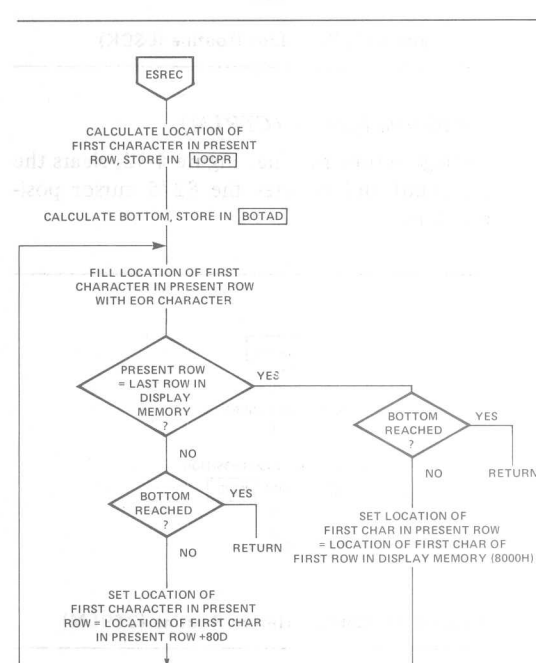 ESREC
CALCULATE LOCATION OF
FIRST CHARACTER IN PRESENT
ROW, STORE IN LOCPR
CALCULATE BOTTOM, STORE IN BOTAD
FILL LOCATION OF FIRST
CHARACTER IN PRESENT ROW
WITH EOR CHARACTER
PRESENT ROW
= LAST ROW IN
DISPLAY
MEMORY
?
YES
NO
BOTTOM
REACHED
?
YES
RETURN
NO
SET LOCATION OF
FIRST CHAR IN PRESENT ROW
= LOCATION OF FIRST CHAR OF
FIRST ROW IN DISPLAY MEMORY (8000H)
BOTTOM
REACHED
?
YES
RETURN
NO
SET LOCATION OF
FIRST CHARACTER IN PRESENT
ROW = LOCATION OF FIRST CHAR
IN PRESENT ROW +80D